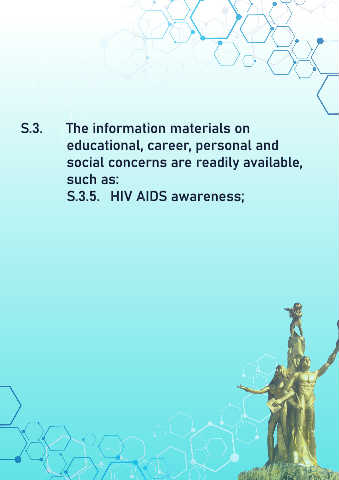 S.3. The information materials on
educational, career, personal and
social concerns are readily available,
such as:
S.3.5. HIV AIDS awareness;